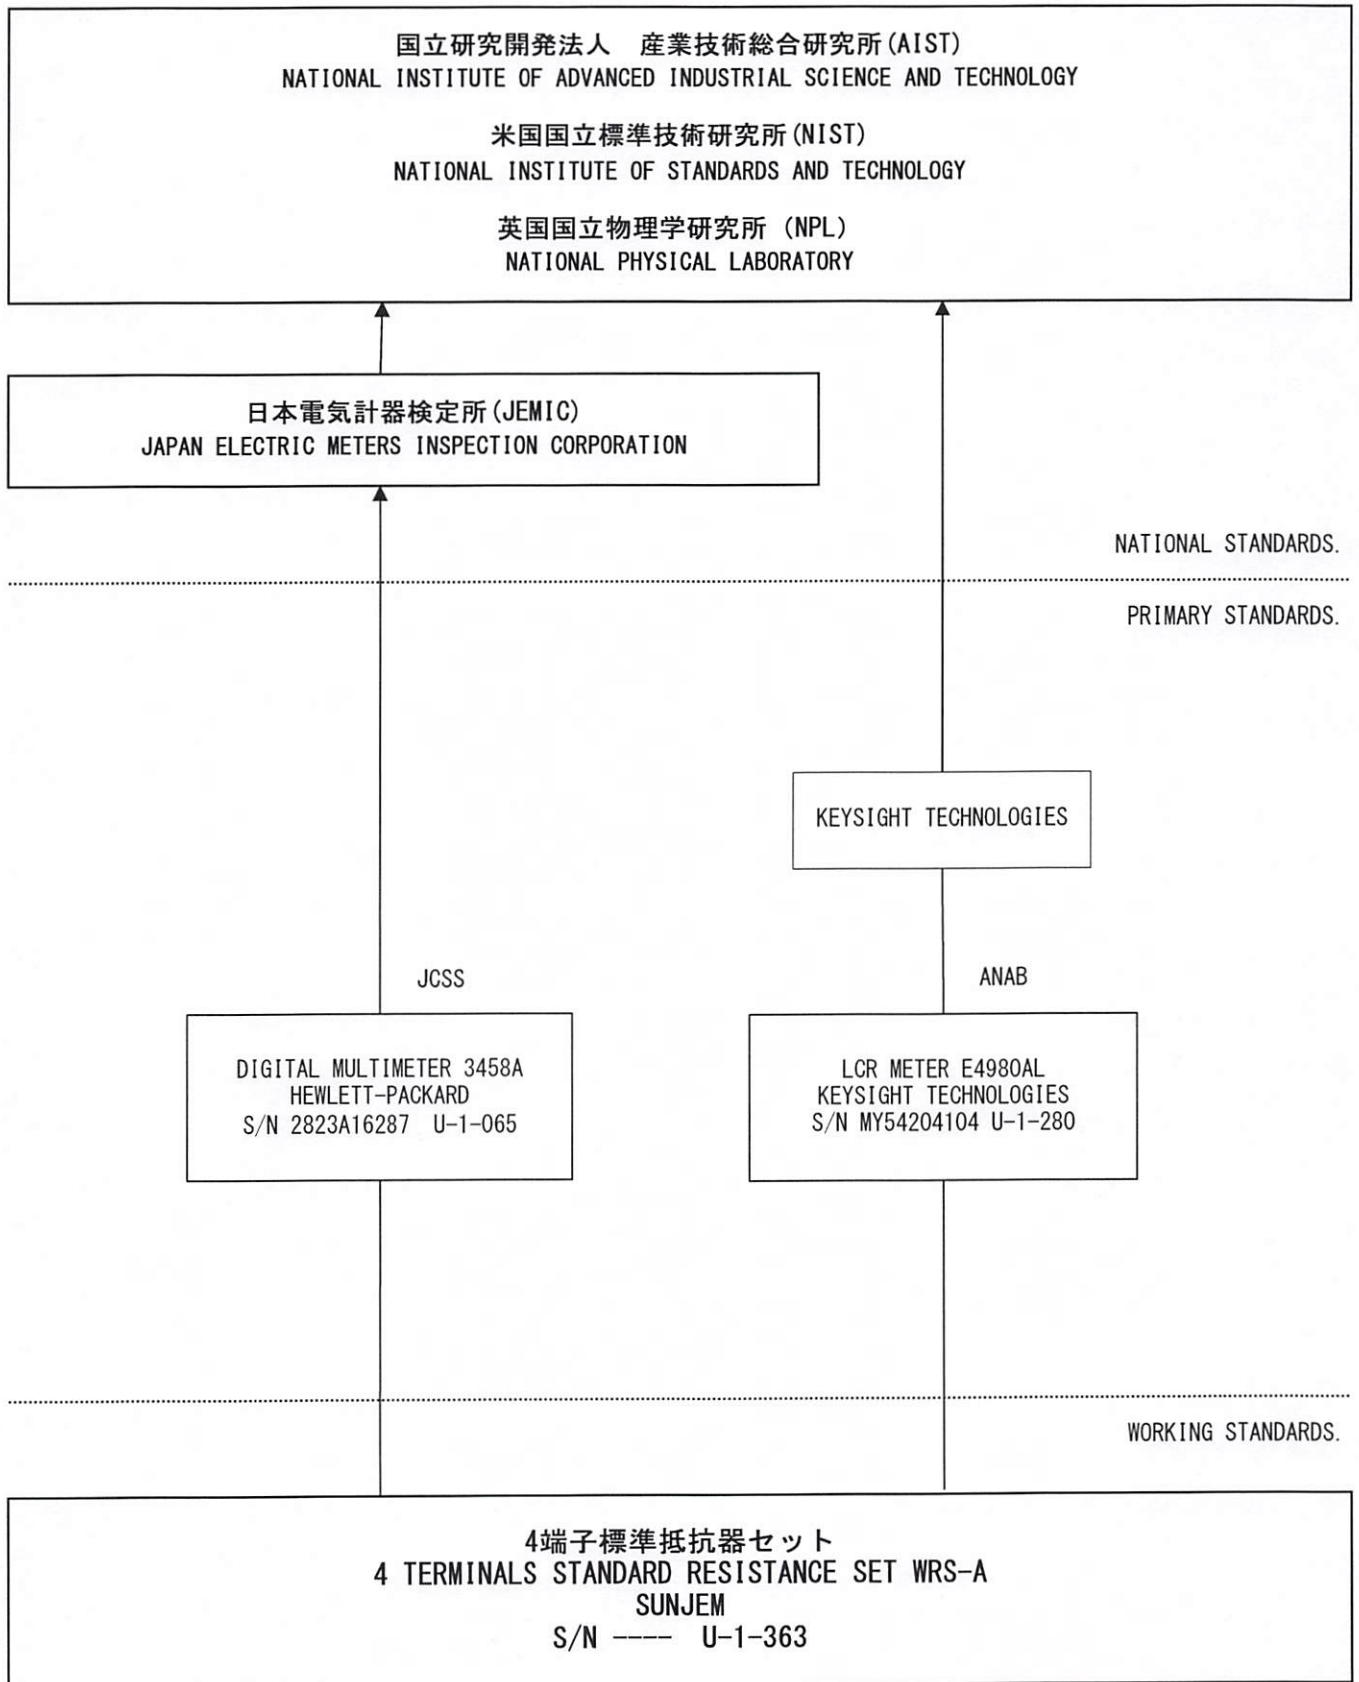 国立研究開発法人 産業技術総合研究所(AIST)
NATIONAL INSTITUTE OF ADVANCED INDUSTRIAL SCIENCE AND TECHNOLOGY
米国国立標準技術研究所(NIST)
NATIONAL INSTITUTE OF STANDARDS AND TECHNOLOGY
英国国立物理学研究所 (NPL)
NATIONAL PHYSICAL LABORATORY
日本電気計器検定所(JEMIC)
JAPAN ELECTRIC METERS INSPECTION CORPORATION
NATIONAL STANDARDS.
PRIMARY STANDARDS.
KEYSIGHT TECHNOLOGIES
JCSS
ANAB
DIGITAL MULTIMETER 3458A
HEWLETT-PACKARD
S/N 2823A16287 U-1-065
LCR METER E4980AL
KEYSIGHT TECHNOLOGIES
S/N MY54204104 U-1-280
WORKING STANDARDS.
4端子標準抵抗器セット
4 TERMINALS STANDARD RESISTANCE SET WRS-A
SUNJEM
S/N ---- U-1-363